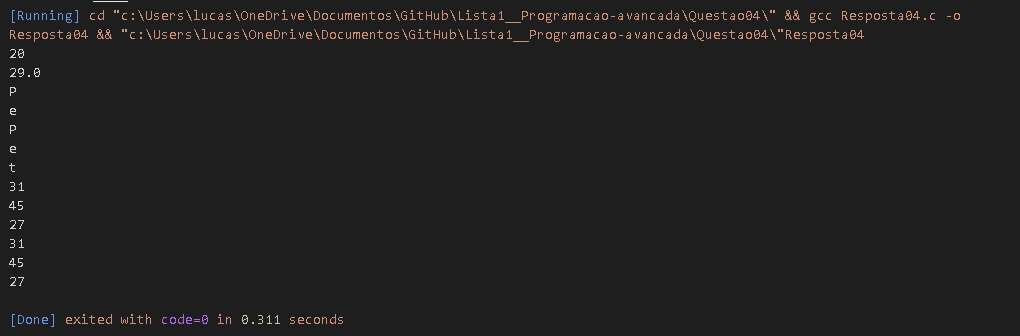 [Running] cd "c:\Users\lucas\OneDrive\Documentos\GitHub\Lista1__Programacao-avancada\Questao04\" && gcc Resposta04.c -o
Resposta04 && "c:\Users\lucas\OneDrive\Documentos\GitHub\Lista1__Programacao-avancada\Questao04\"Resposta04
20
29.0
P
e
P
e
t
31
45
27
31
45
27
[Done] exited with code=0 in 0.311 seconds